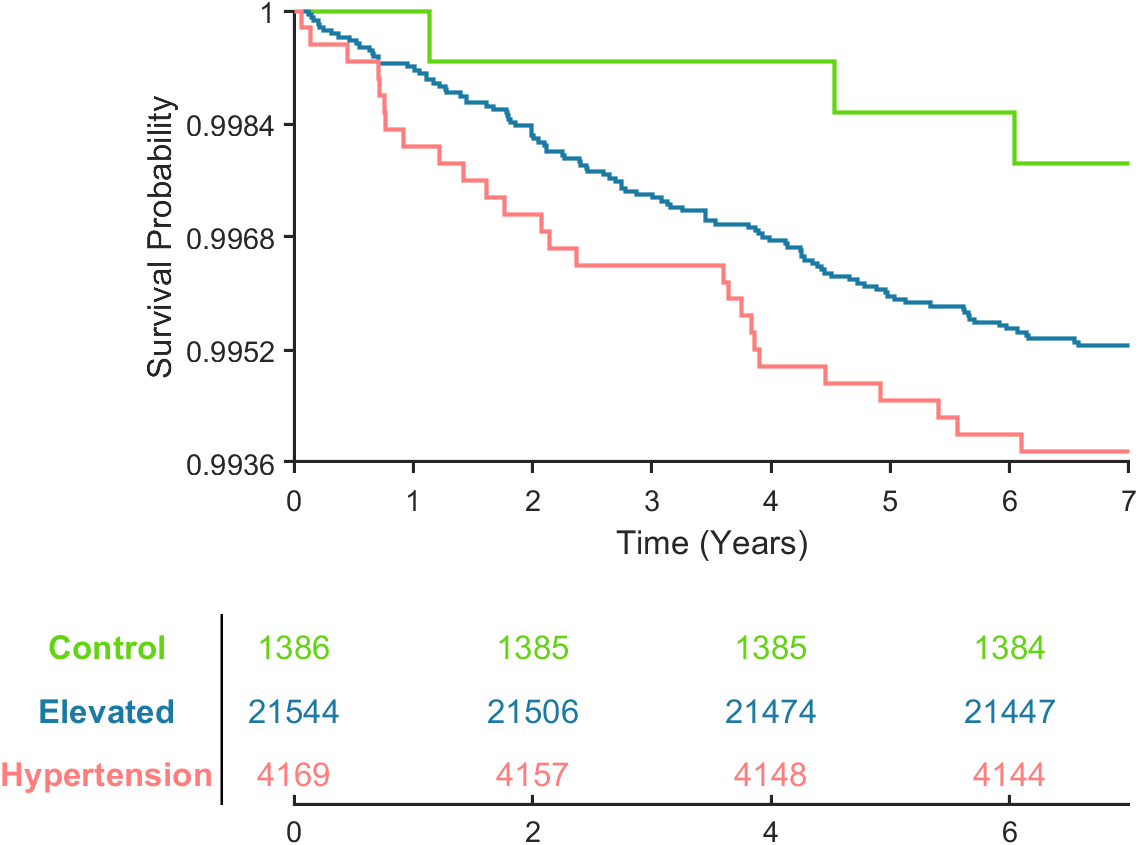 1
0.9984
0.9968
0.9952
0.9936
Survival Probability
0 1 2 3 4 5 6 7
Time (Years)
Control 1386 1385 1385 1384
Elevated 21544 21506 21474 21447
Hypertension 4169 4157 4148 4144
0 2 4 6